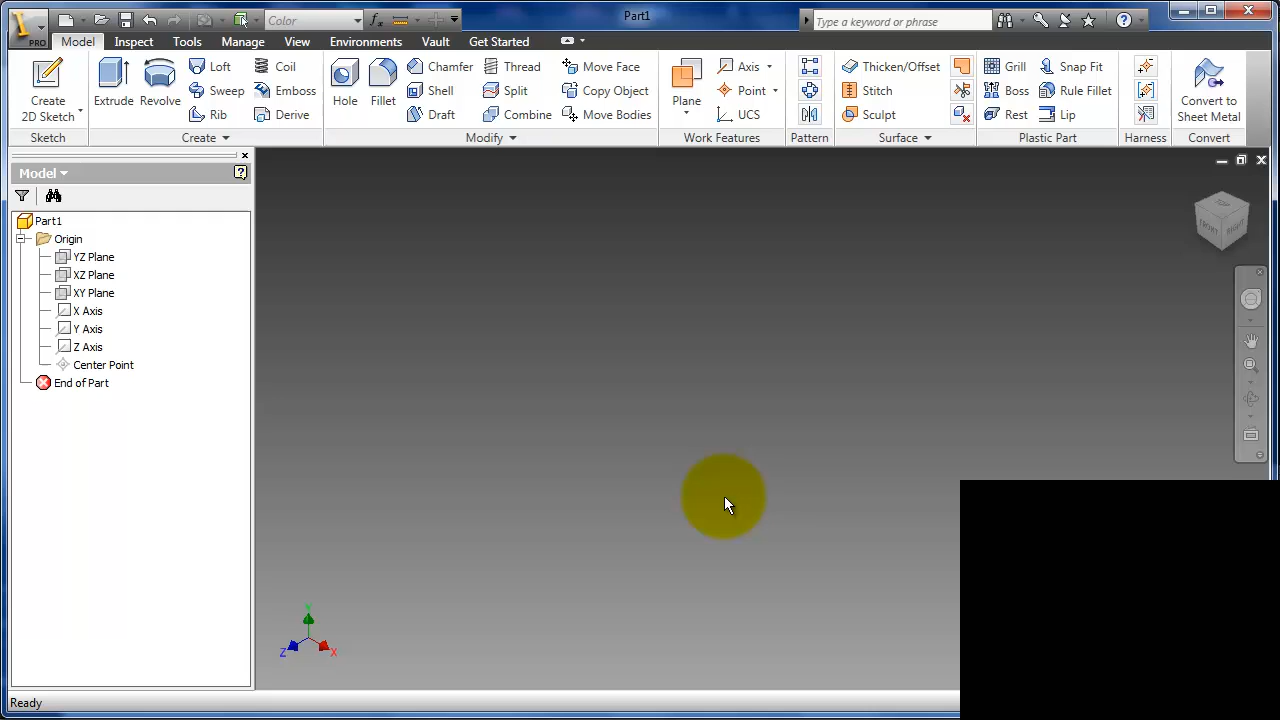 PRO
Color
Part1
Type a keyword or phrase
Model Inspect Tools Manage View Environments Vault Get Started
Create
2D Sketch
Extrude
Revolve
Loft
Sweep
Rib
Coil
Emboss
Derive
Hole
Fillet
Chamfer
Shell
Draft
Thread
Split
Combine
Move Face
Copy Object
Move Bodies
Plane
Axis
Point
UCS
Thicken/Offset
Stitch
Sculpt
Grill
Boss
Rest
Snap Fit
Rule Fillet
Lip
Convert to
Sheet Metal
Sketch Create Modify Work Features Pattern Surface Plastic Part Harness Convert
Model
Part1
Origin
YZ Plane
XZ Plane
XY Plane
X Axis
Y Axis
Z Axis
Center Point
End of Part
FRONT
RIGHT
Y
Z
X
Ready